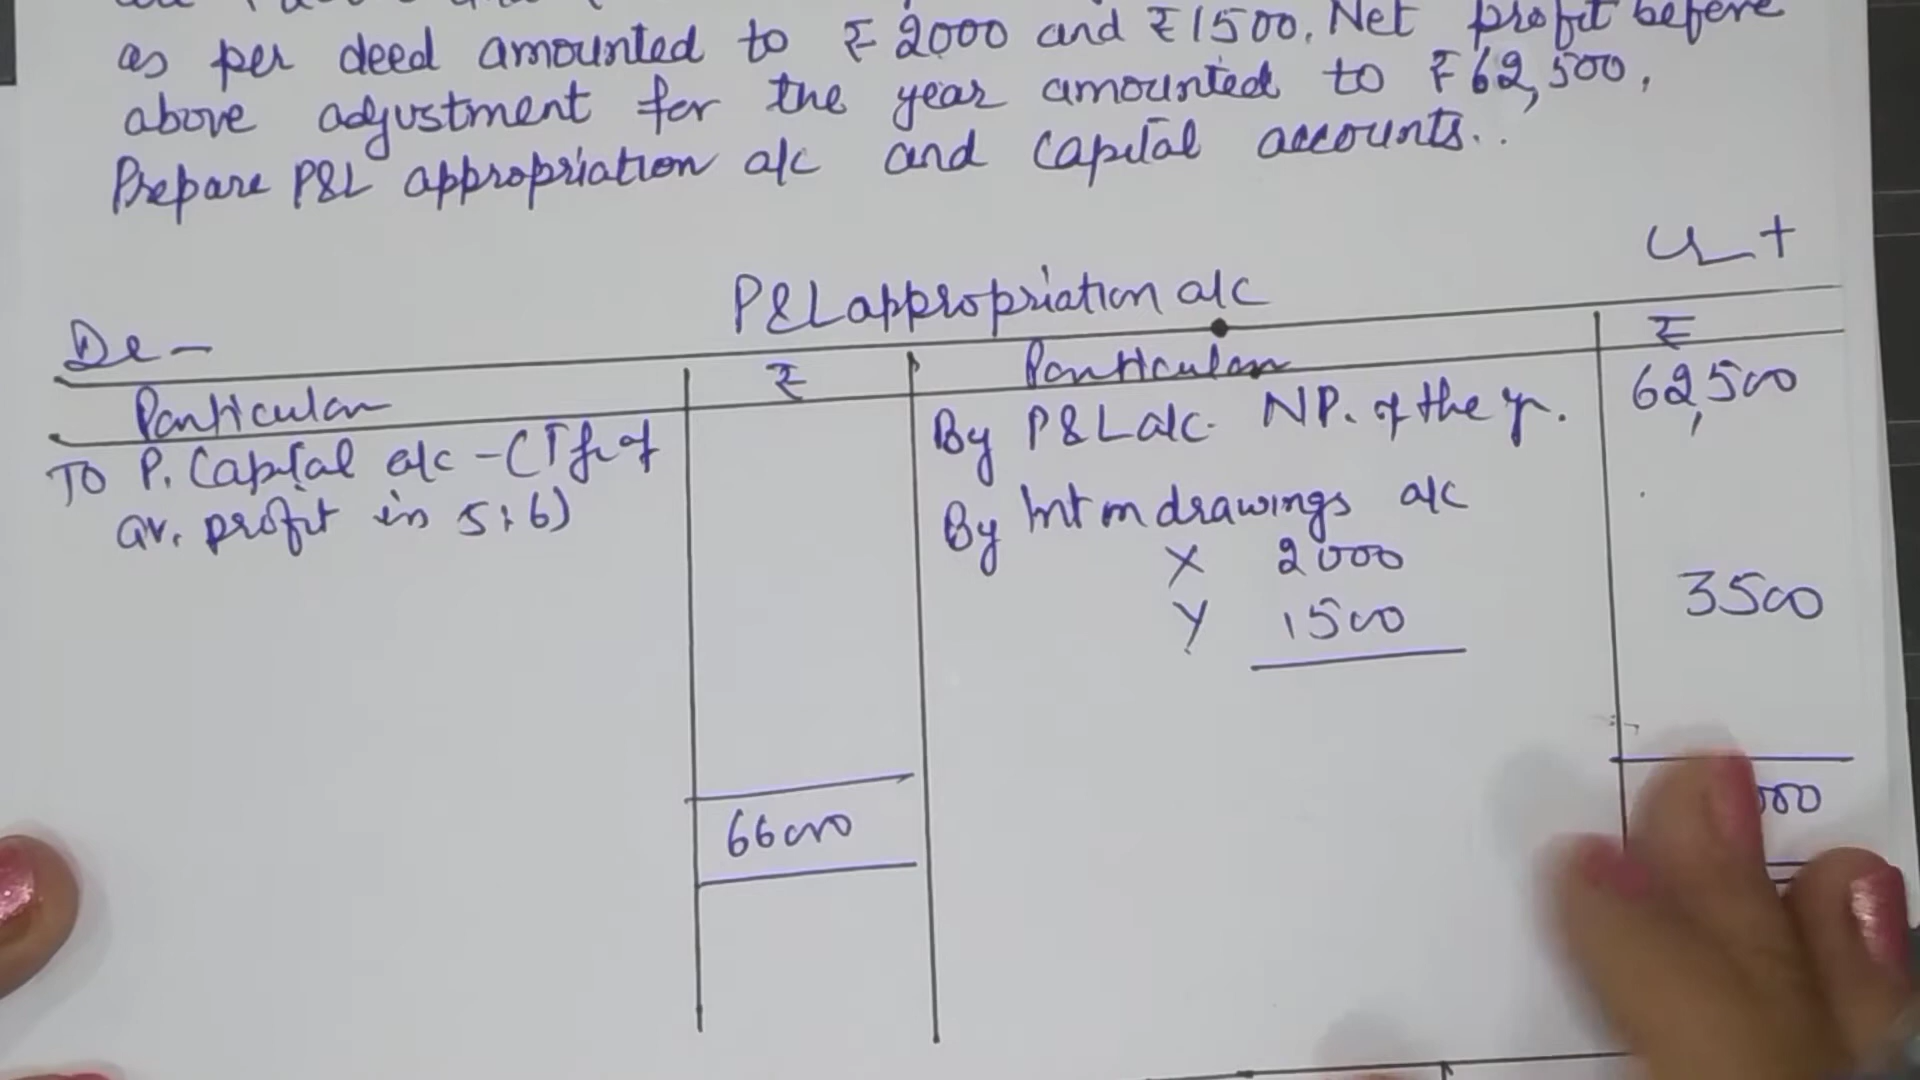 as per deed amounted to ₹ 2000 and ₹1500. Net profit before
above adjustment for the year amounted to ₹62,500.
Prepare P&L appropriation a/c and capital accounts..
Cr +
P&L appropriation a/c
Dr -
₹
Particular
₹
Particular
By P&L a/c. NP. of the yr. 62,500
To P. Capital a/c - (Tfr of
av. profit in 5:6)
By Int on drawings a/c
X 2000
Y 1500
3500
66000